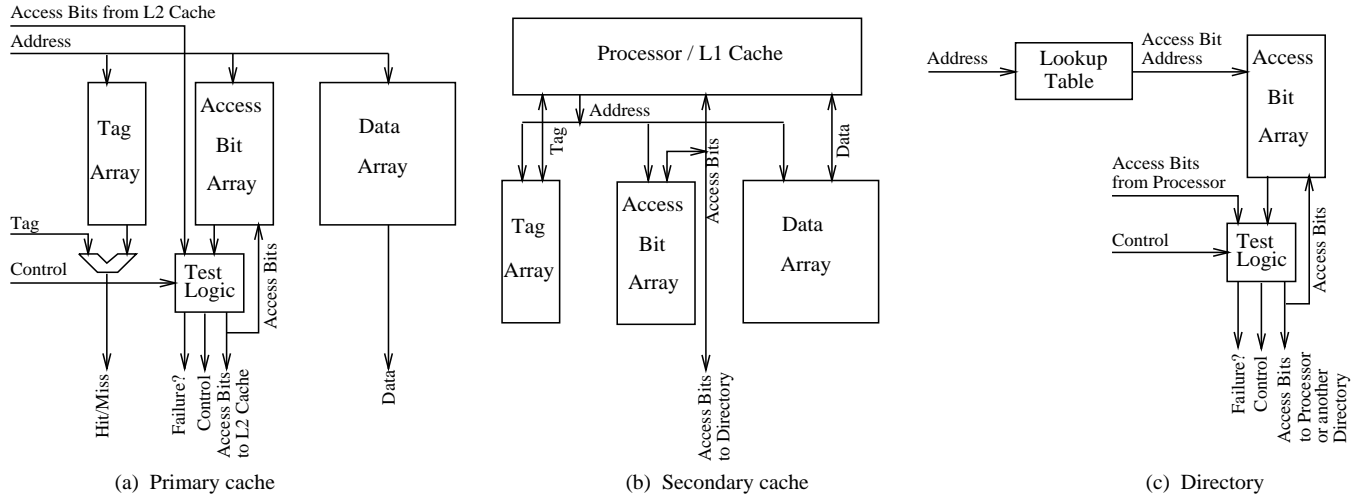 Access Bits from L2 Cache
Address
Tag
Array
Access
Bit
Array
Data
Array
Tag
Control
Test
Logic
Access Bits
Hit/Miss
Failure?
Control
Access Bits
to L2 Cache
Data
(a) Primary cache
Processor / L1 Cache
Address
Tag
Access Bits
Data
Tag
Array
Access
Bit
Array
Data
Array
Access Bits
to Directory
(b) Secondary cache
Address
Lookup
Table
Access Bit
Address
Access
Bit
Array
Access Bits
from Processor
Control
Test
Logic
Access Bits
Failure?
Control
Access Bits
to Processor
or another
Directory
(c) Directory